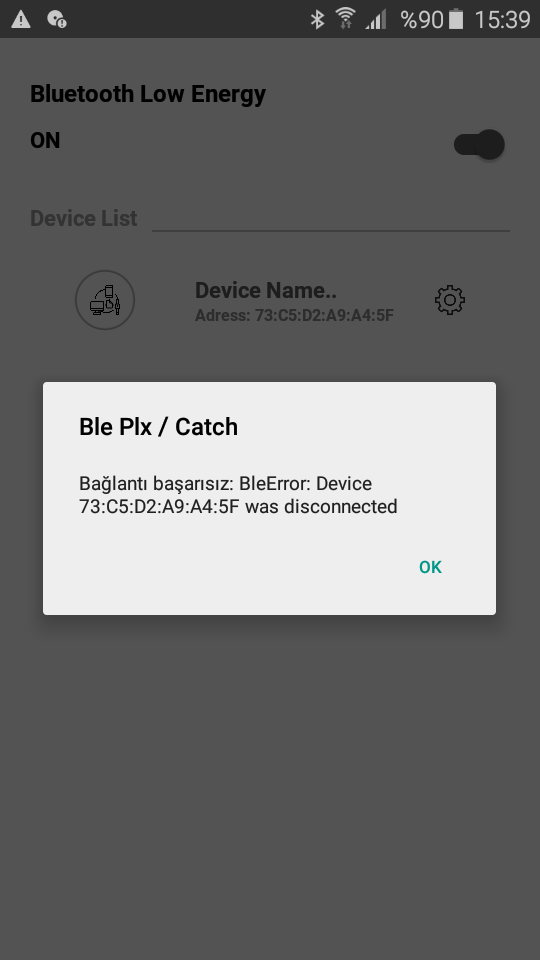 %90 15:39
Bluetooth Low Energy
ON
Device List
Device Name..
Adress: 73:C5:D2:A9:A4:5F
Ble Plx / Catch
Bağlantı başarısız: BleError: Device
73:C5:D2:A9:A4:5F was disconnected
OK